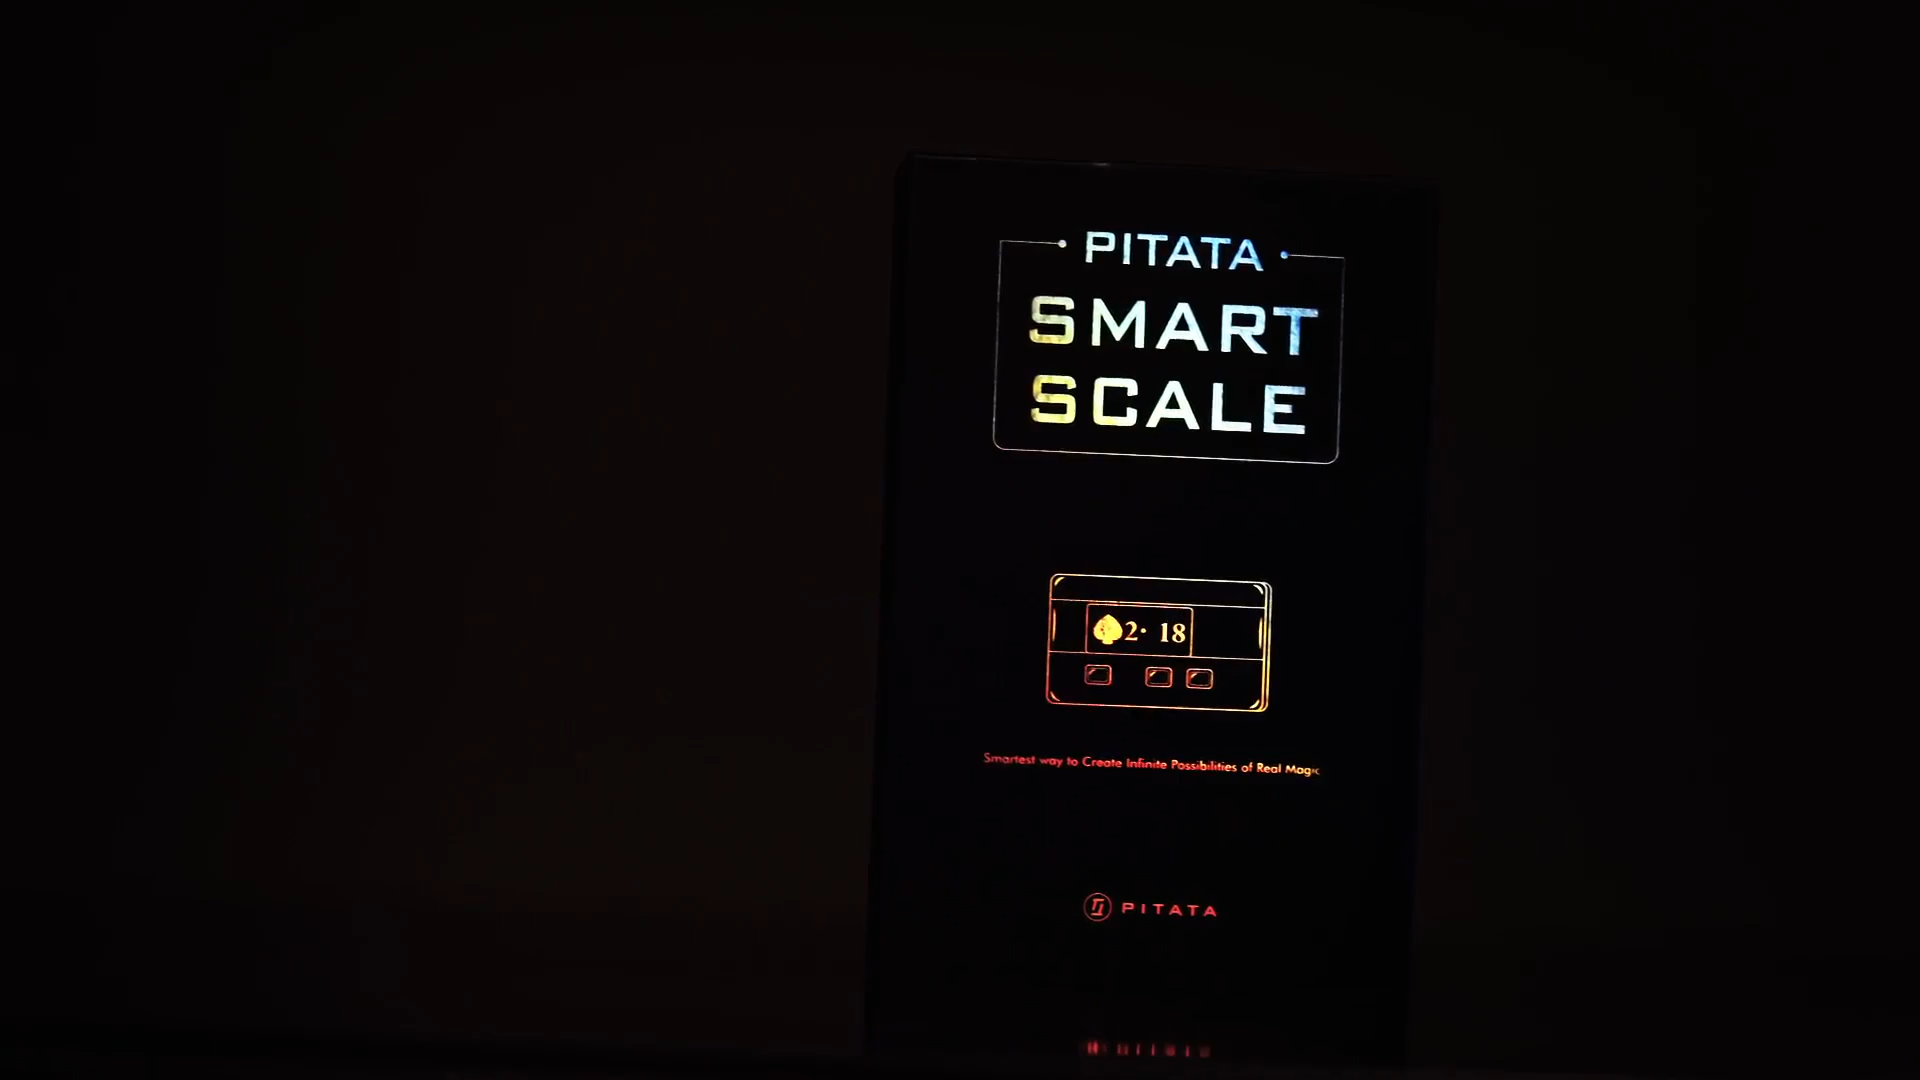 PITATA
SMART
SCALE
♠2· 18
Smartest way to Create Infinite Possibilities of Real Magic
PITATA